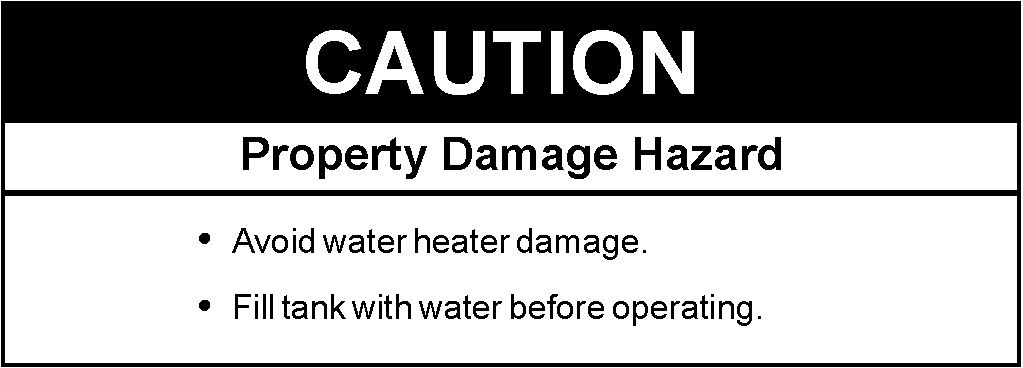 CAUTION
Property Damage Hazard
• Avoid water heater damage.
• Fill tank with water before operating.